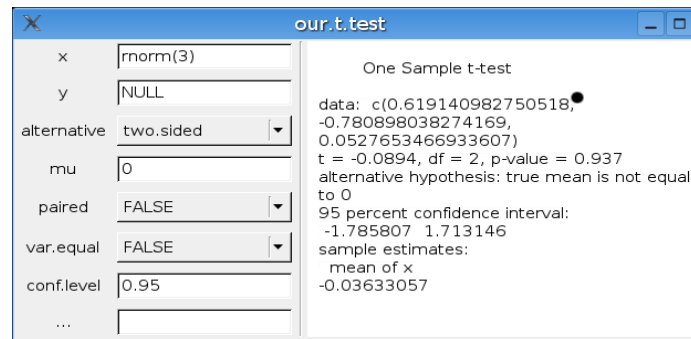 our.t.test
x rnorm(3)
y NULL
alternative two.sided
mu 0
paired FALSE
var.equal FALSE
conf.level 0.95
...
One Sample t-test
data: c(0.619140982750518,
-0.780898038274169,
0.0527653466933607)
t = -0.0894, df = 2, p-value = 0.937
alternative hypothesis: true mean is not equal
to 0
95 percent confidence interval:
-1.785807 1.713146
sample estimates:
mean of x
-0.03633057